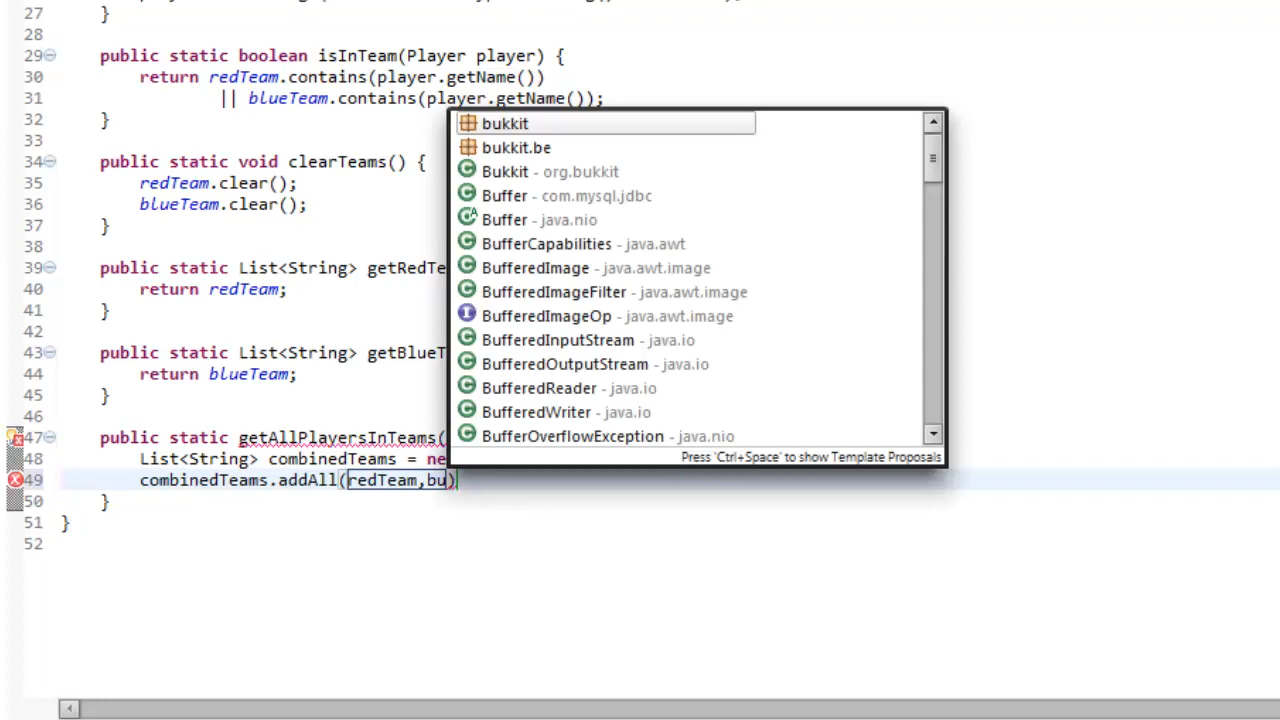 27 }
28
29 public static boolean isInTeam(Player player) {
30 return redTeam.contains(player.getName())
31 || blueTeam.contains(player.getName());
32 }
33
34 public static void clearTeams() {
35 redTeam.clear();
36 blueTeam.clear();
37 }
38
39 public static List<String> getRedTe
40 return redTeam;
41 }
42
43 public static List<String> getBlueT
44 return blueTeam;
45 }
46
47 public static getAllPlayersInTeams(
48 List<String> combinedTeams = ne
49 combinedTeams.addAll(redTeam,bu)
50 }
51 }
52
bukkit
bukkit.be
Bukkit - org.bukkit
Buffer - com.mysql.jdbc
Buffer - java.nio
BufferCapabilities - java.awt
BufferedImage - java.awt.image
BufferedImageFilter - java.awt.image
BufferedImageOp - java.awt.image
BufferedInputStream - java.io
BufferedOutputStream - java.io
BufferedReader - java.io
BufferedWriter - java.io
BufferOverflowException - java.nio
Press 'Ctrl+Space' to show Template Proposals